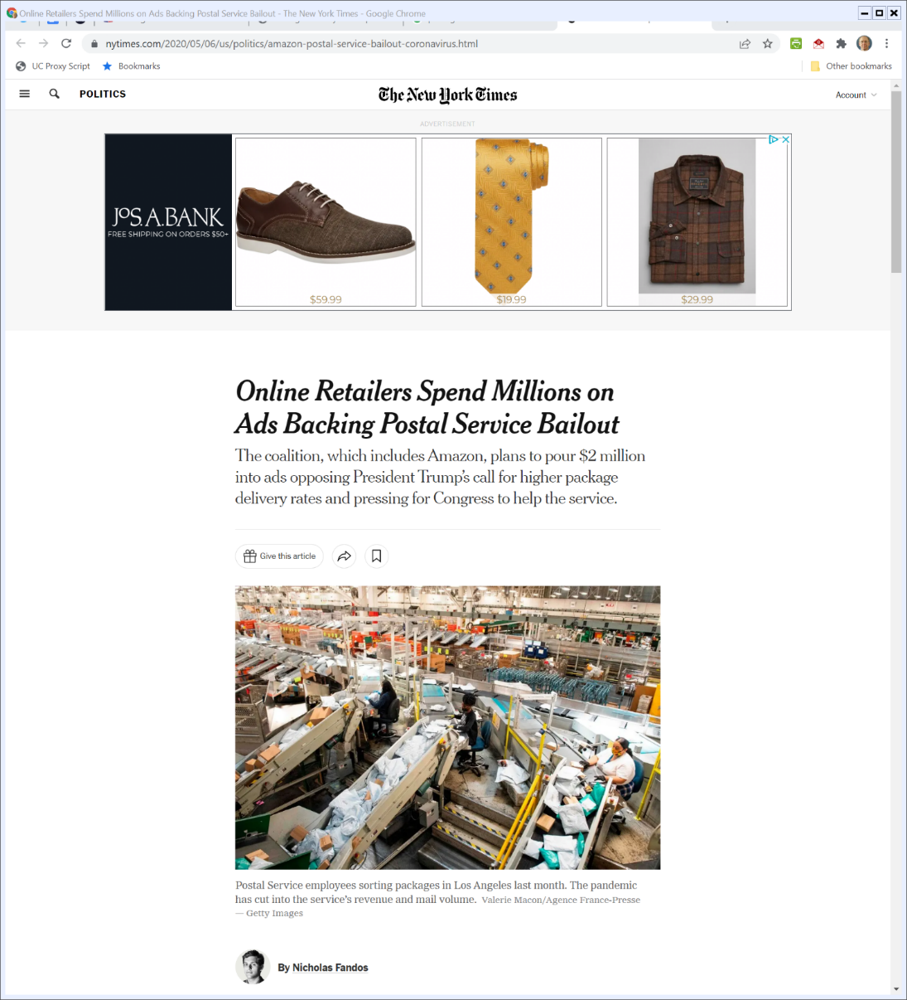 Online Retailers Spend Millions on Ads Backing Postal Service Bailout - The New York Times - Google Chrome
nytimes.com/2020/05/06/us/politics/amazon-postal-service-bailout-coronavirus.html
UC Proxy Script
Bookmarks
Other bookmarks
POLITICS
The New York Times
Account
ADVERTISEMENT
JOS. A. BANK
FREE SHIPPING ON ORDERS $50+
$59.99
$19.99
$29.99
Online Retailers Spend Millions on
Ads Backing Postal Service Bailout
The coalition, which includes Amazon, plans to pour $2 million
into ads opposing President Trump’s call for higher package
delivery rates and pressing for Congress to help the service.
Give this article
Postal Service employees sorting packages in Los Angeles last month. The pandemic
has cut into the service’s revenue and mail volume. Valerie Macon/Agence France-Presse
— Getty Images
By Nicholas Fandos